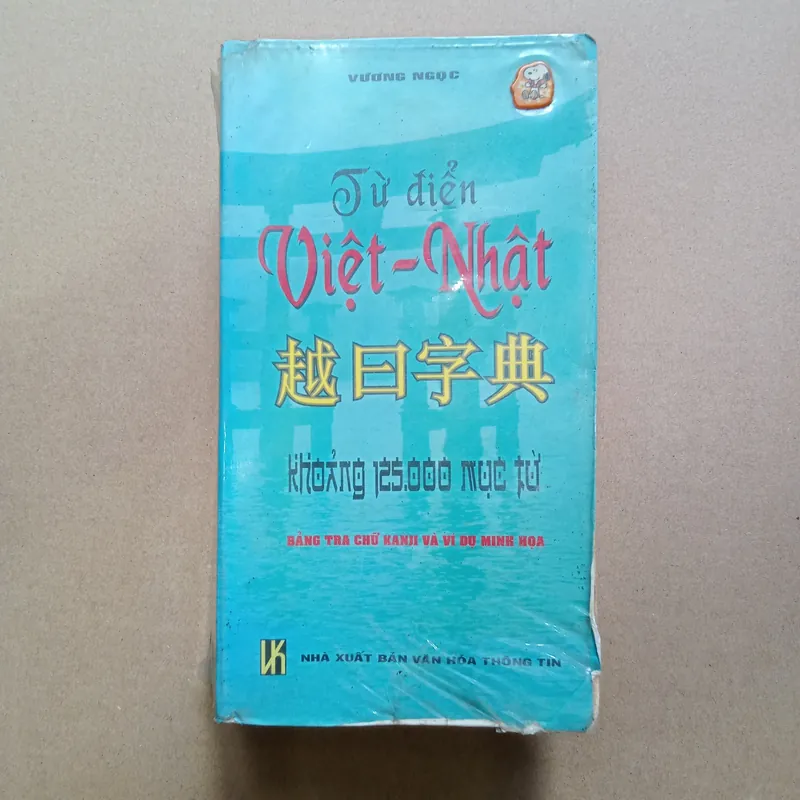 VƯƠNG NGỌC
Từ điển
Việt-Nhật
越日字典
khoảng 125.000 mục từ
BẢNG TRA CHỮ KANJI VÀ VÍ DỤ MINH HỌA
VK NHÀ XUẤT BẢN VĂN HÓA THÔNG TIN